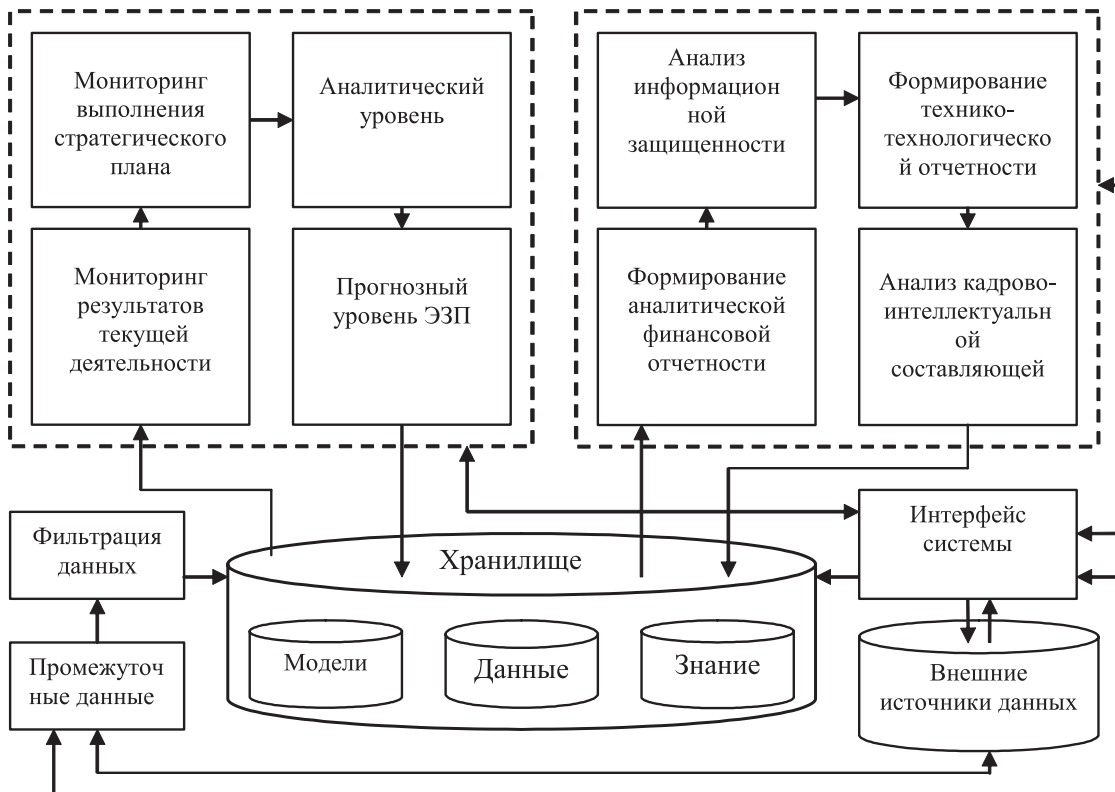 Мониторинг
выполнения
стратегического
плана
Аналитический
уровень
Мониторинг
результатов
текущей
деятельности
Прогнозный
уровень ЭЗП
Анализ
информацион
ной
защищенности
Формирование
технико-
технологическо
й отчетности
Формирование
аналитической
финансовой
отчетности
Анализ кадрово-
интеллектуальн
ой
составляющей
Фильтрация
данных
Промежуточ
ные данные
Хранилище
Модели
Данные
Знание
Интерфейс
системы
Внешние
источники данных